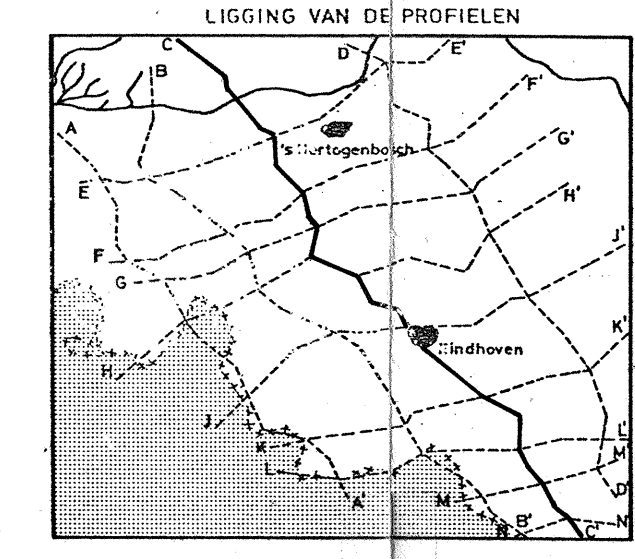 LIGGING VAN DE PROFIELEN
C
D
E'
B
F'
A
's Hertogenbosch
G'
E
H'
F
J'
G
K'
Eindhoven
H
J
L'
K
M'
L
D'
A'
M
B'
N'
N
C'